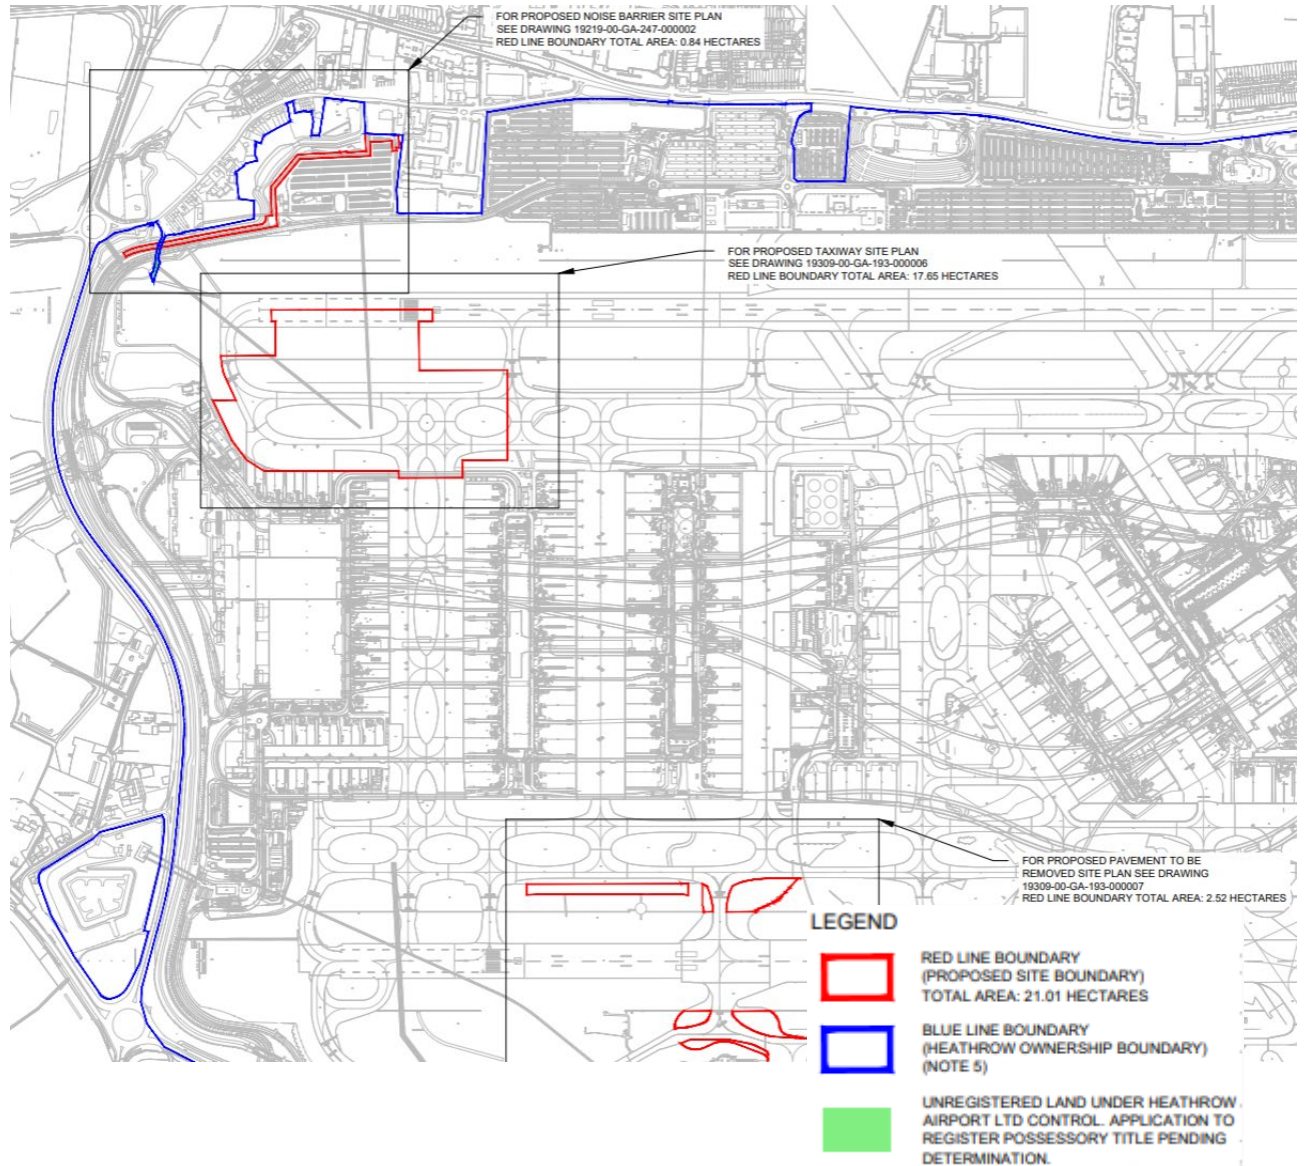 FOR PROPOSED NOISE BARRIER SITE PLAN
SEE DRAWING 19219-00-GA-247-000002
RED LINE BOUNDARY TOTAL AREA: 0.84 HECTARES
FOR PROPOSED TAXIWAY SITE PLAN
SEE DRAWING 19309-00-GA-193-000006
RED LINE BOUNDARY TOTAL AREA: 17.65 HECTARES
FOR PROPOSED PAVEMENT TO BE
REMOVED SITE PLAN SEE DRAWING
19309-00-GA-193-000007
RED LINE BOUNDARY TOTAL AREA: 2.52 HECTARES
LEGEND
RED LINE BOUNDARY
(PROPOSED SITE BOUNDARY)
TOTAL AREA: 21.01 HECTARES
BLUE LINE BOUNDARY
(HEATHROW OWNERSHIP BOUNDARY)
(NOTE 5)
UNREGISTERED LAND UNDER HEATHROW
AIRPORT LTD CONTROL. APPLICATION TO
REGISTER POSSESSORY TITLE PENDING
DETERMINATION.